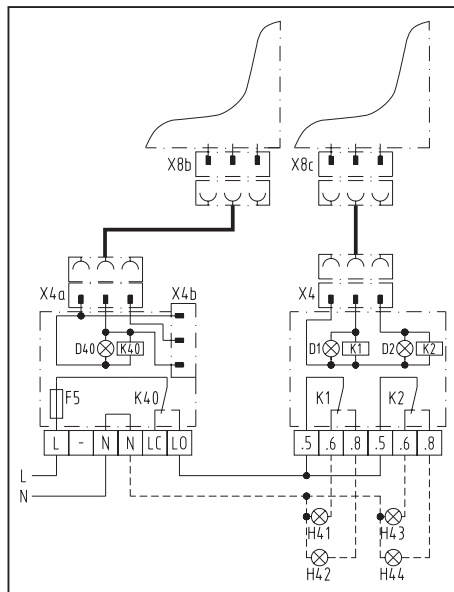 X8b X8c
X4a X4b X4
D40 K40 D1 K1 D2 K2
F5 K40 K1 K2
L - N N LC LO .5 .6 .8 .5 .6 .8
L
N
H41 H43
H42 H44